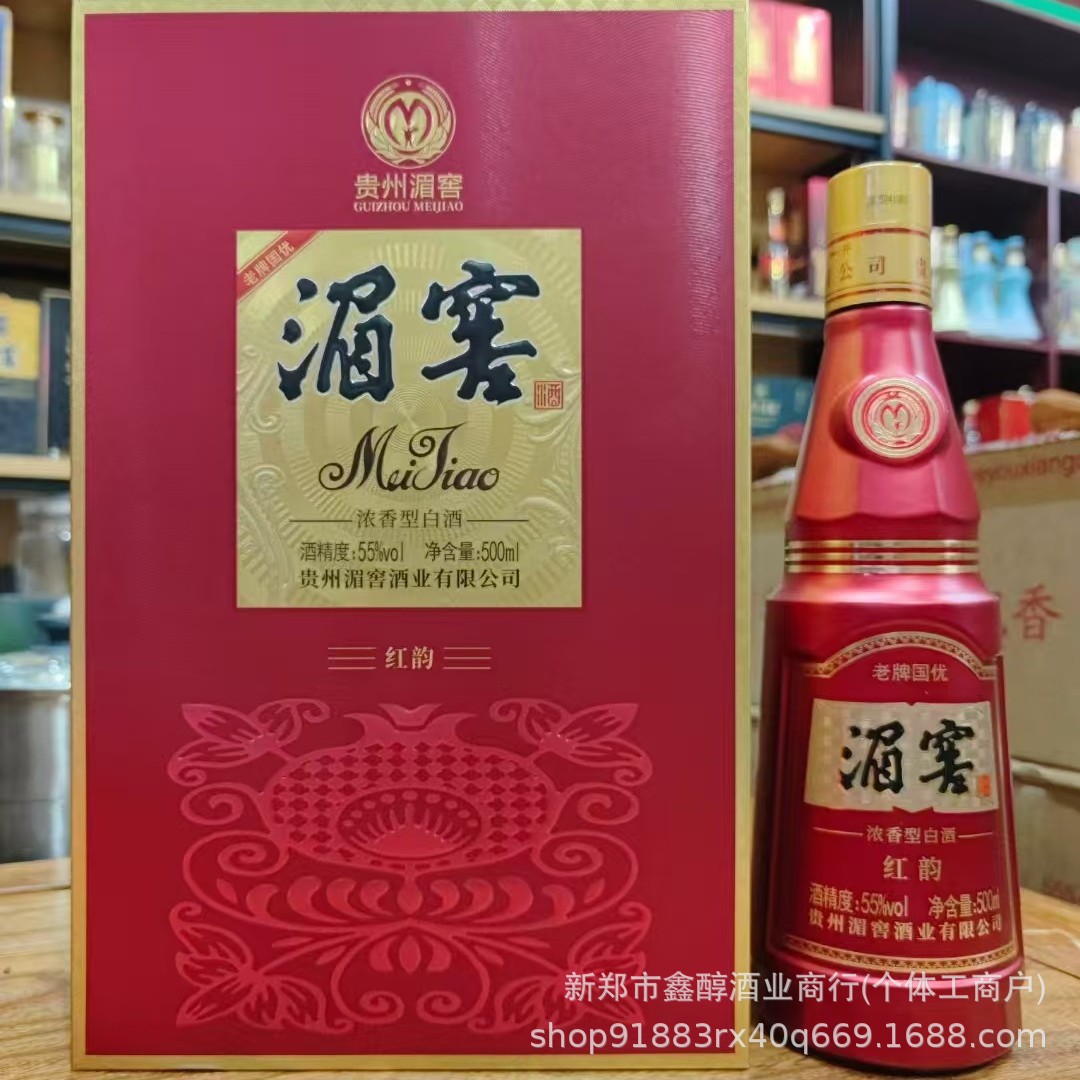 贵州湄窖
GUIZHOU MEIJIAO
老牌国优
湄窖
酒
MeiJiao
浓香型白酒
酒精度:55%vol 净含量:500ml
贵州湄窖酒业有限公司
红韵
公司
老牌国优
湄窖
浓香型白酒
红韵
酒精度:55%vol 净含量:500ml
贵州湄窖酒业有限公司
香
新郑市鑫醇酒业商行(个体工商户)
shop91883rx40q669.1688.com